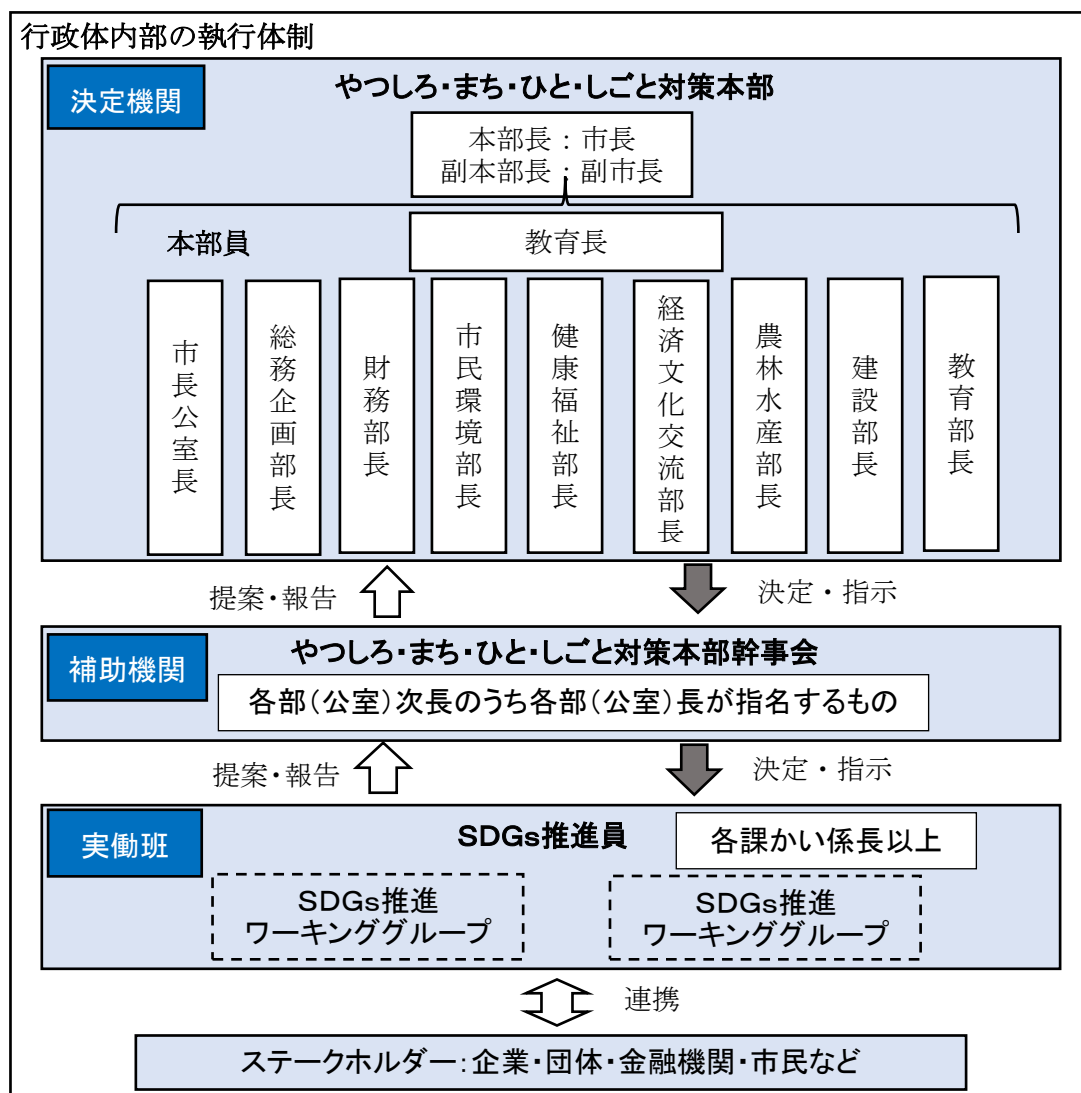 行政体内部の執行体制
決定機関
やつしろ・まち・ひと・しごと対策本部
本部長：市長
副本部長：副市長
本部員
教育長
市長公室長
総務企画部長
財務部長
市民環境部長
健康福祉部長
経済文化交流部長
農林水産部長
建設部長
教育部長
提案・報告
決定・指示
補助機関
やつしろ・まち・ひと・しごと対策本部幹事会
各部（公室）次長のうち各部（公室）長が指名するもの
提案・報告
決定・指示
実働班
SDGs推進員
各課かい係長以上
SDGs推進
ワーキンググループ
SDGs推進
ワーキンググループ
連携
ステークホルダー：企業・団体・金融機関・市民など